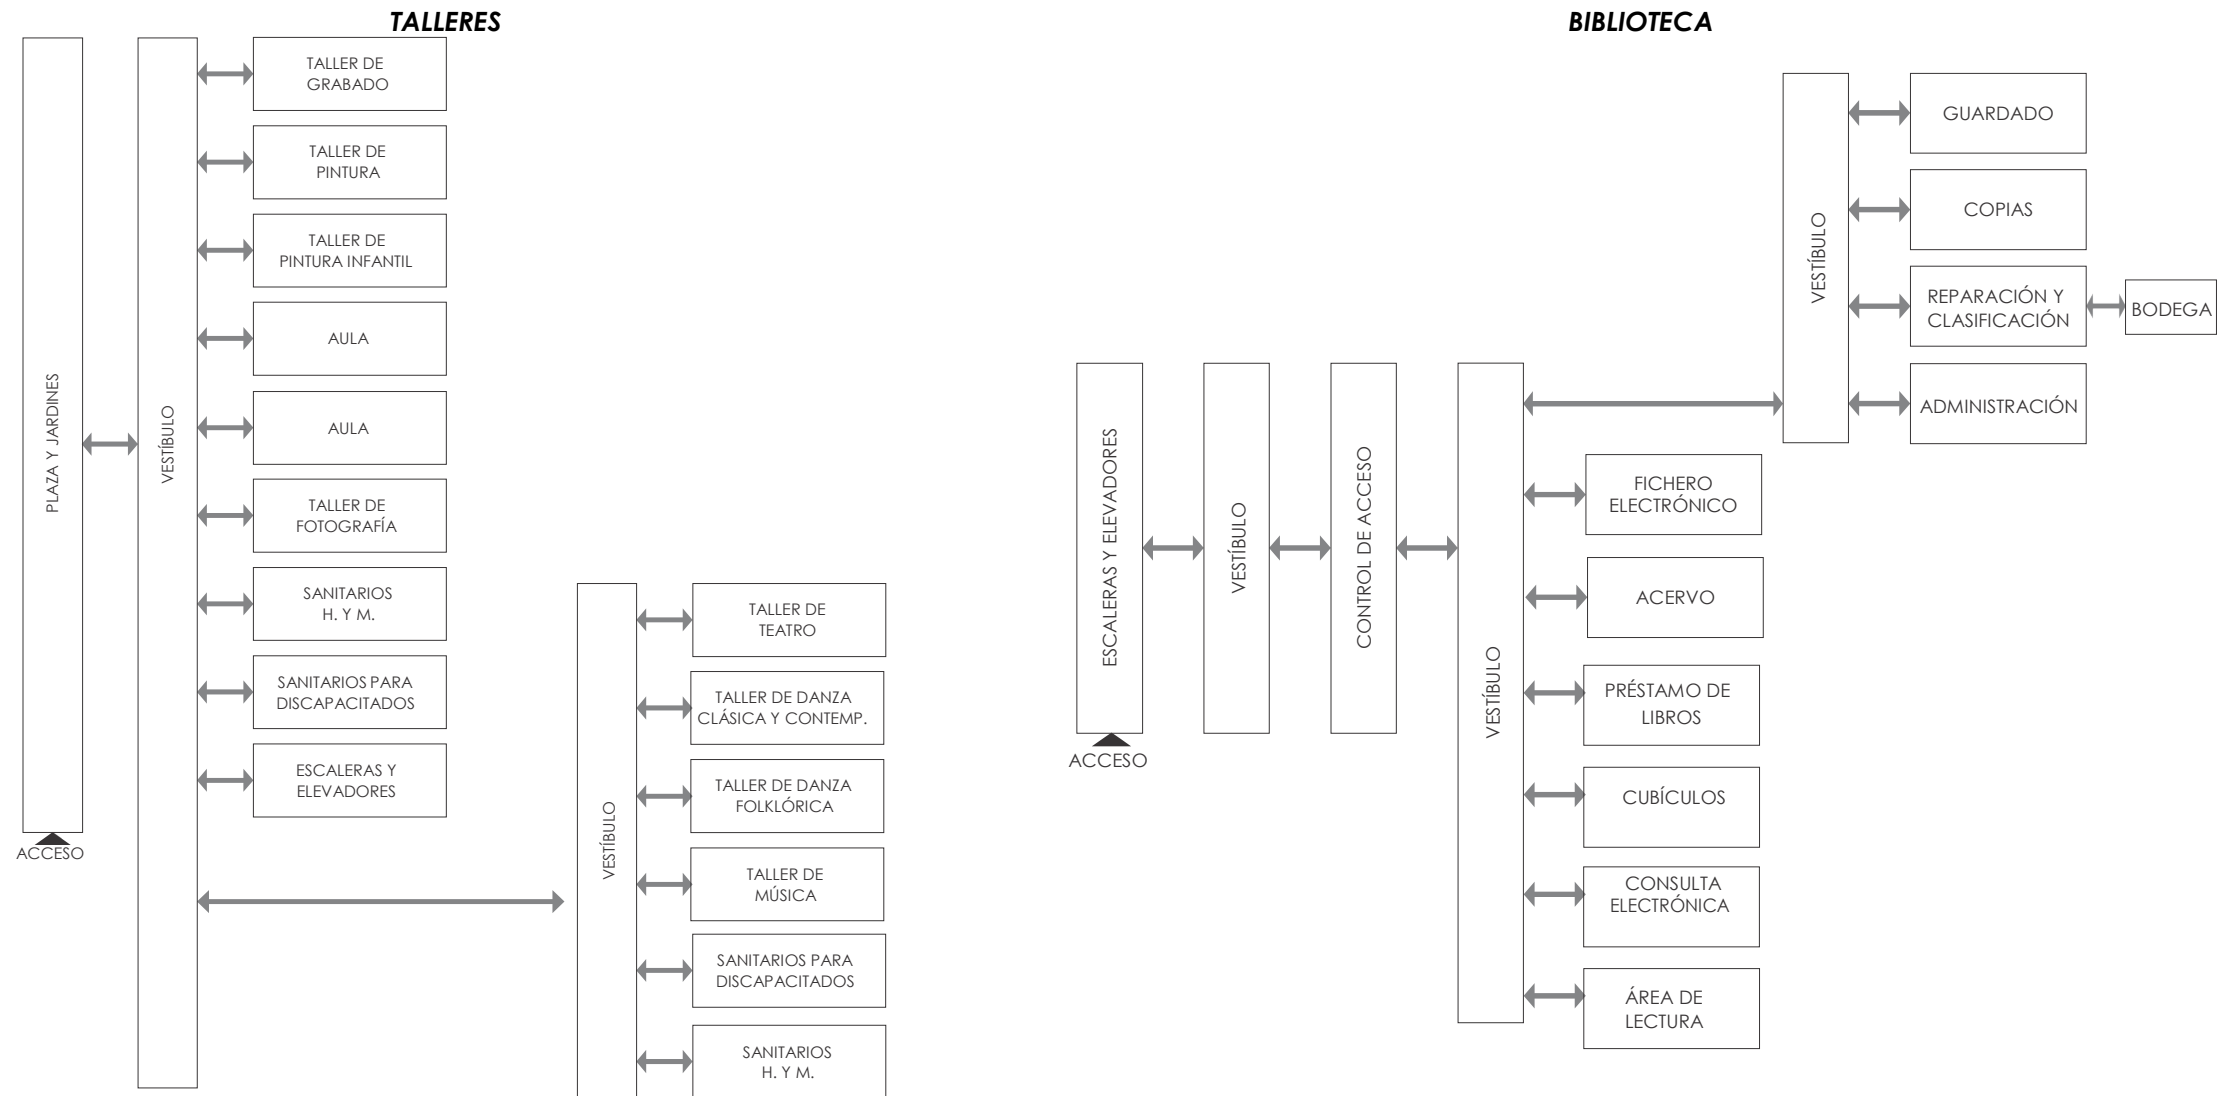 TALLERES
PLAZA Y JARDINES
ACCESO
VESTÍBULO
TALLER DE
GRABADO
TALLER DE
PINTURA
TALLER DE
PINTURA INFANTIL
AULA
AULA
TALLER DE
FOTOGRAFÍA
SANITARIOS
H. Y M.
SANITARIOS PARA
DISCAPACITADOS
ESCALERAS Y
ELEVADORES
VESTÍBULO
TALLER DE
TEATRO
TALLER DE DANZA
CLÁSICA Y CONTEMP.
TALLER DE DANZA
FOLKLÓRICA
TALLER DE
MÚSICA
SANITARIOS PARA
DISCAPACITADOS
SANITARIOS
H. Y M.
BIBLIOTECA
ESCALERAS Y ELEVADORES
ACCESO
VESTÍBULO
CONTROL DE ACCESO
VESTÍBULO
VESTÍBULO
GUARDADO
COPIAS
REPARACIÓN Y
CLASIFICACIÓN
BODEGA
ADMINISTRACIÓN
FICHERO
ELECTRÓNICO
ACERVO
PRÉSTAMO DE
LIBROS
CUBÍCULOS
CONSULTA
ELECTRÓNICA
ÁREA DE
LECTURA